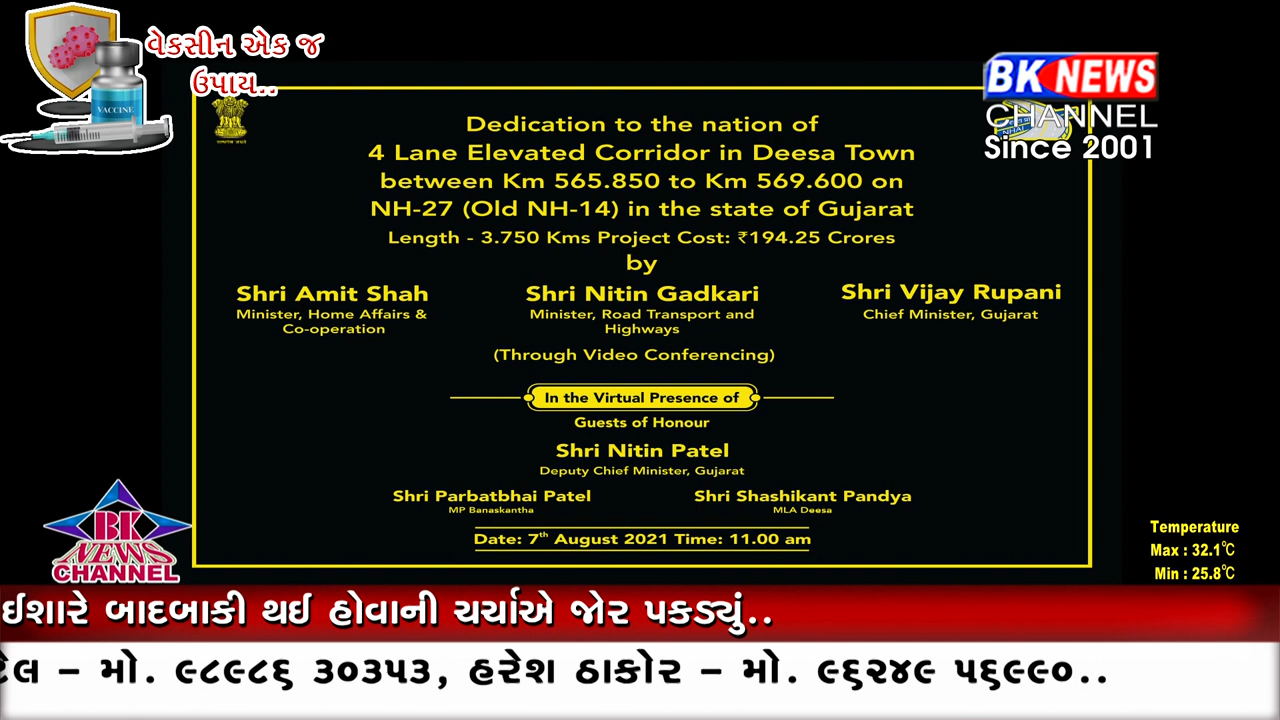 વેકસીન એક જ
ઉપાય..
VACCINE
BK NEWS
CHANNEL
Since 2001
NHAI
Dedication to the nation of
4 Lane Elevated Corridor in Deesa Town
between Km 565.850 to Km 569.600 on
NH-27 (Old NH-14) in the state of Gujarat
Length - 3.750 Kms Project Cost: ₹194.25 Crores
by
Shri Amit Shah
Minister, Home Affairs &
Co-operation
Shri Nitin Gadkari
Minister, Road Transport and
Highways
Shri Vijay Rupani
Chief Minister, Gujarat
(Through Video Conferencing)
In the Virtual Presence of
Guests of Honour
Shri Nitin Patel
Deputy Chief Minister, Gujarat
Shri Parbatbhai Patel
MP Banaskantha
Shri Shashikant Pandya
MLA Deesa
Date: 7th August 2021 Time: 11.00 am
BK
NEWS
CHANNEL
Temperature
Max : 32.1℃
Min : 25.8℃
ઈશારે બાદબાકી થઈ હોવાની ચર્ચાએ જોર પકડ્યું..
ટેલ – મો. ૯૮૯૮૬ ૩૦૩૫૩, હરેશ ઠાકોર – મો. ૯૬૨૪૯ ૫૬૯૯૦..